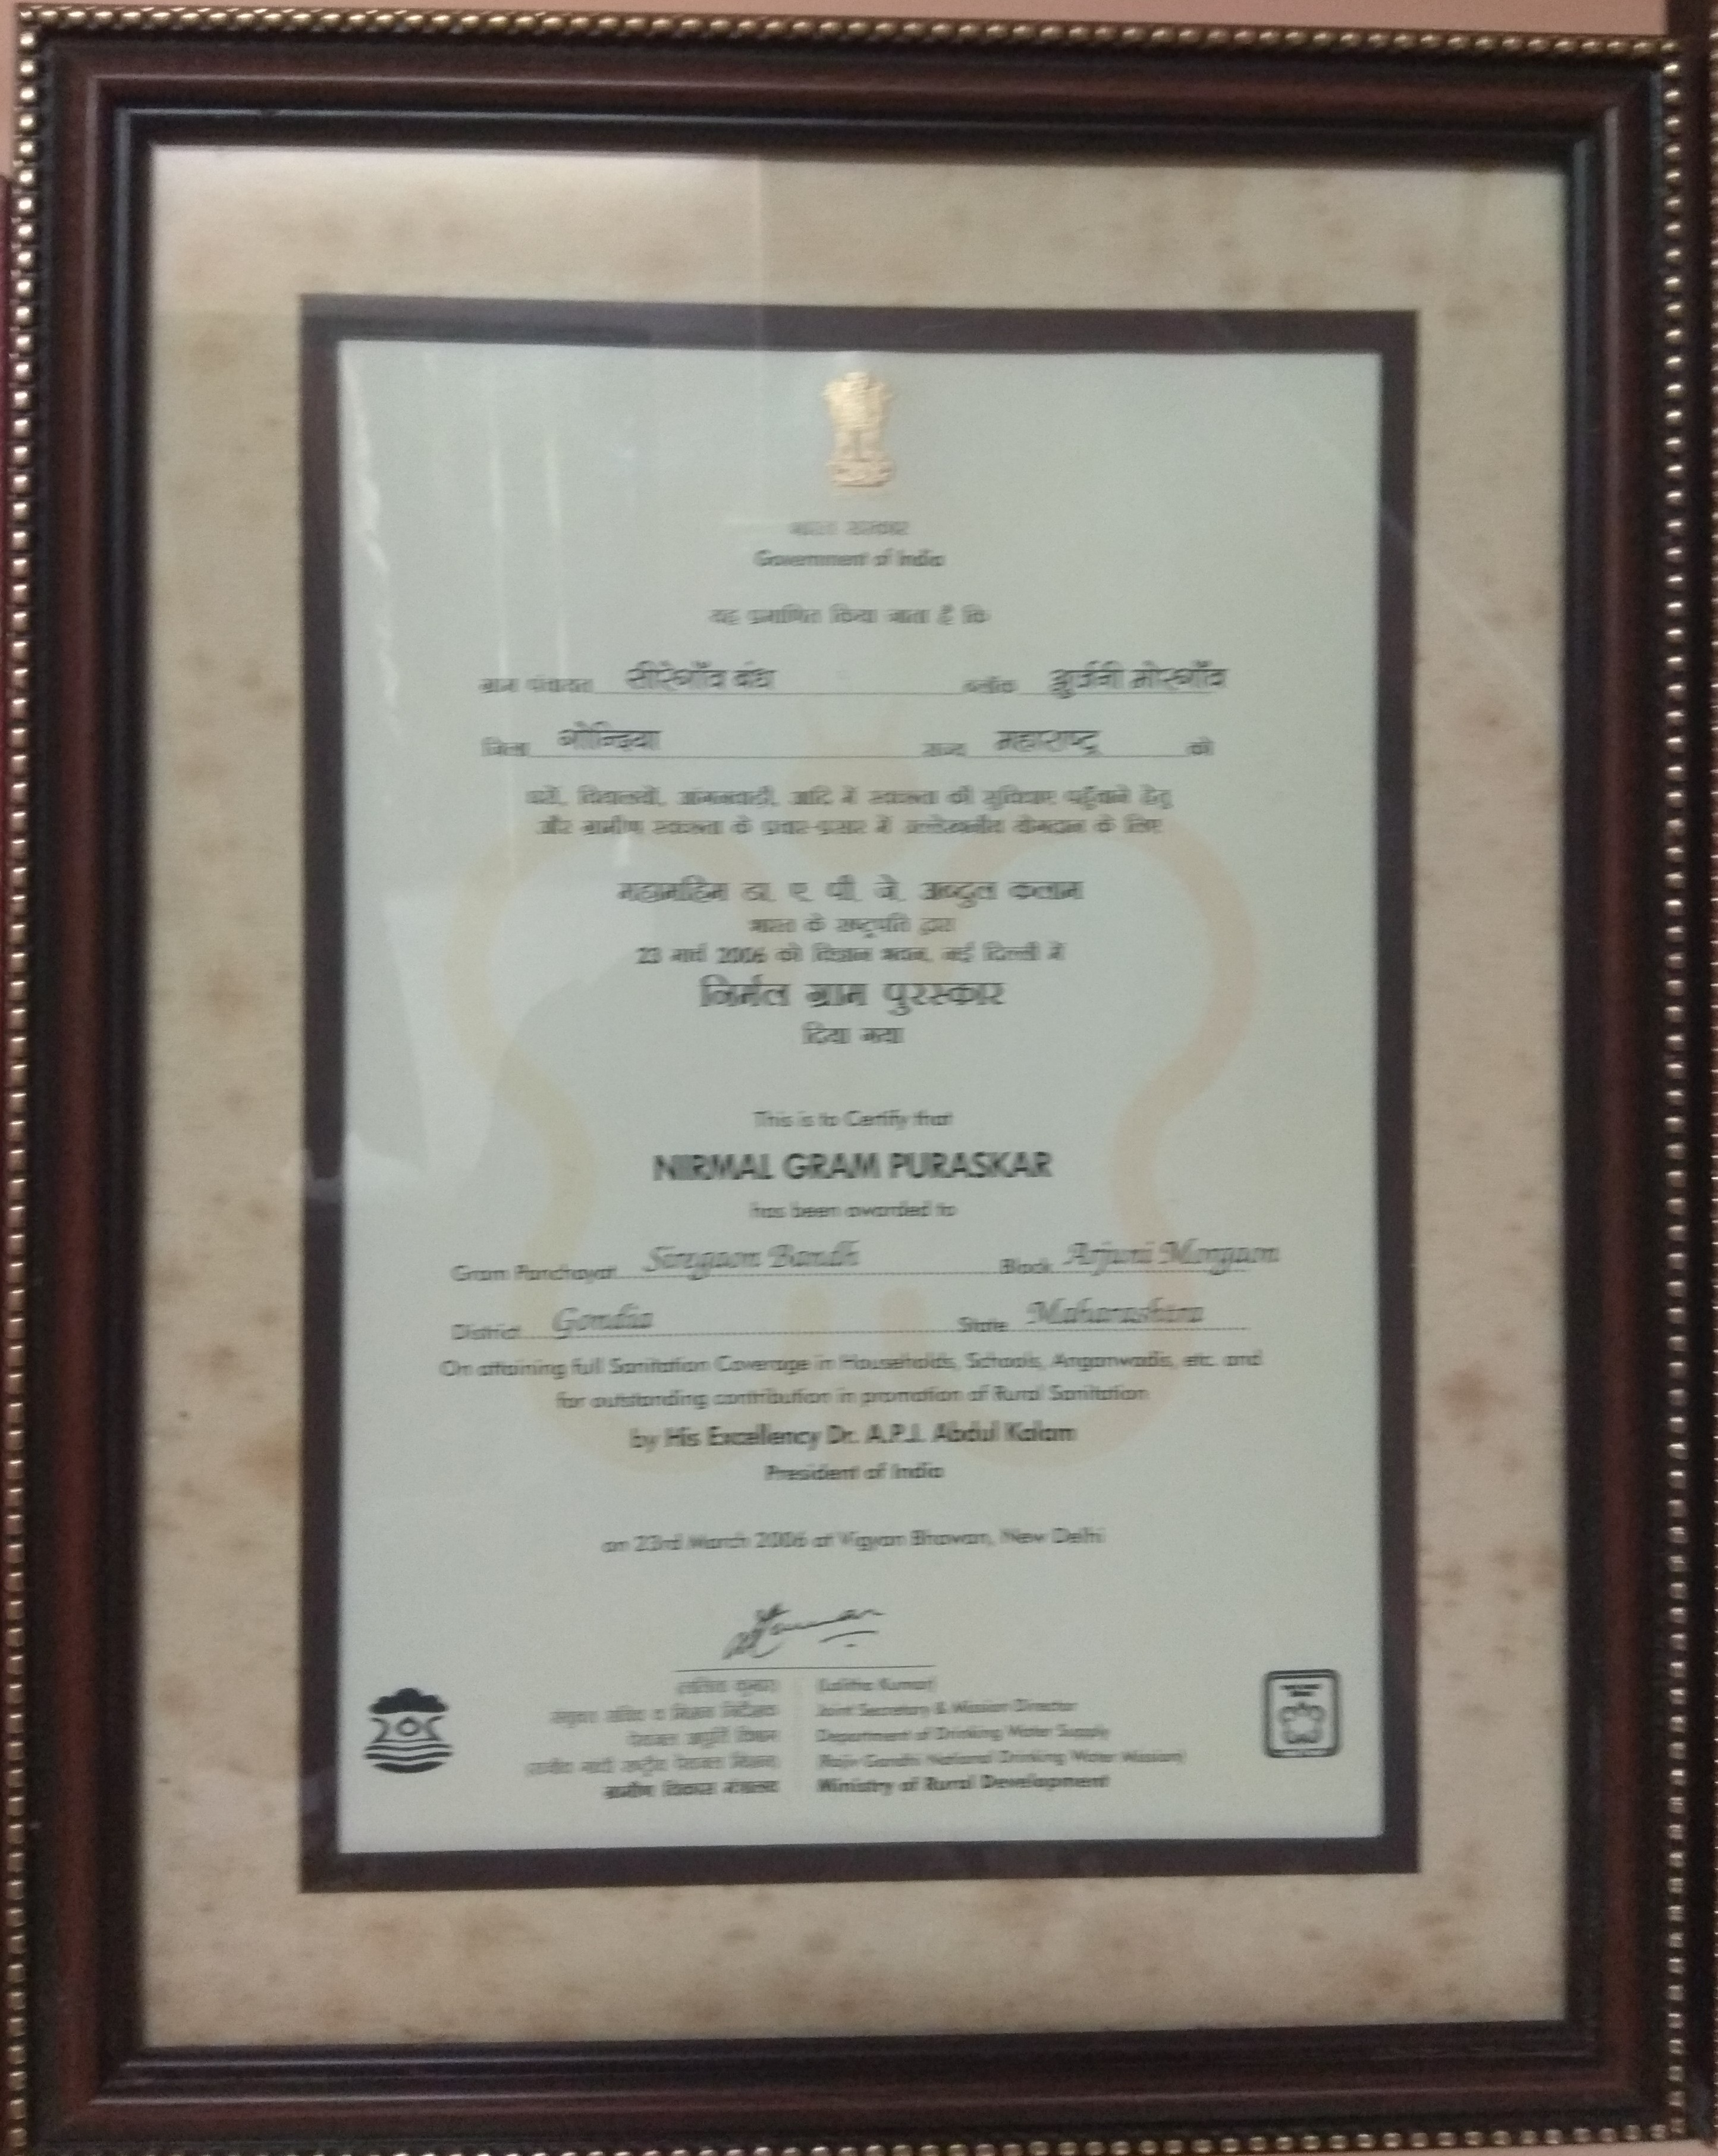 भारत सरकार
Government of India
यह प्रमाणित किया जाता है कि
ग्राम पंचायत सीरेगाँव बंध ब्लॉक अुर्जनी मोरगाँव
जिला गोन्दिया राज्य महाराष्ट्र को
घरों, विद्यालयों, आंगनवाड़ी, आदि में स्वच्छता की सुविधाएं पहुँचाने हेतु
और ग्रामीण स्वच्छता के प्रचार-प्रसार में उल्लेखनीय योगदान के लिए
महामहिम डा. ए. पी. जे. अब्दुल कलाम
भारत के राष्ट्रपति द्वारा
23 मार्च 2006 को विज्ञान भवन, नई दिल्ली में
निर्मल ग्राम पुरस्कार
दिया गया
This is to Certify that
NIRMAL GRAM PURASKAR
has been awarded to
Gram Panchayat Siregaon Bandh Block Arjuni Morgaon
District Gondia State Maharashtra
On attaining full Sanitation Coverage in Households, Schools, Anganwadis, etc. and
for outstanding contribution in promotion of Rural Sanitation
by His Excellency Dr. A.P.J. Abdul Kalam
President of India
on 23rd March 2006 at Vigyan Bhawan, New Delhi
(Lalitha Kumar)
संयुक्त सचिव व मिशन निदेशक Joint Secretary & Mission Director
पेयजल आपूर्ति विभाग Department of Drinking Water Supply
(राजीव गांधी राष्ट्रीय पेयजल मिशन) (Rajiv Gandhi National Drinking Water Mission)
ग्रामीण विकास मंत्रालय Ministry of Rural Development